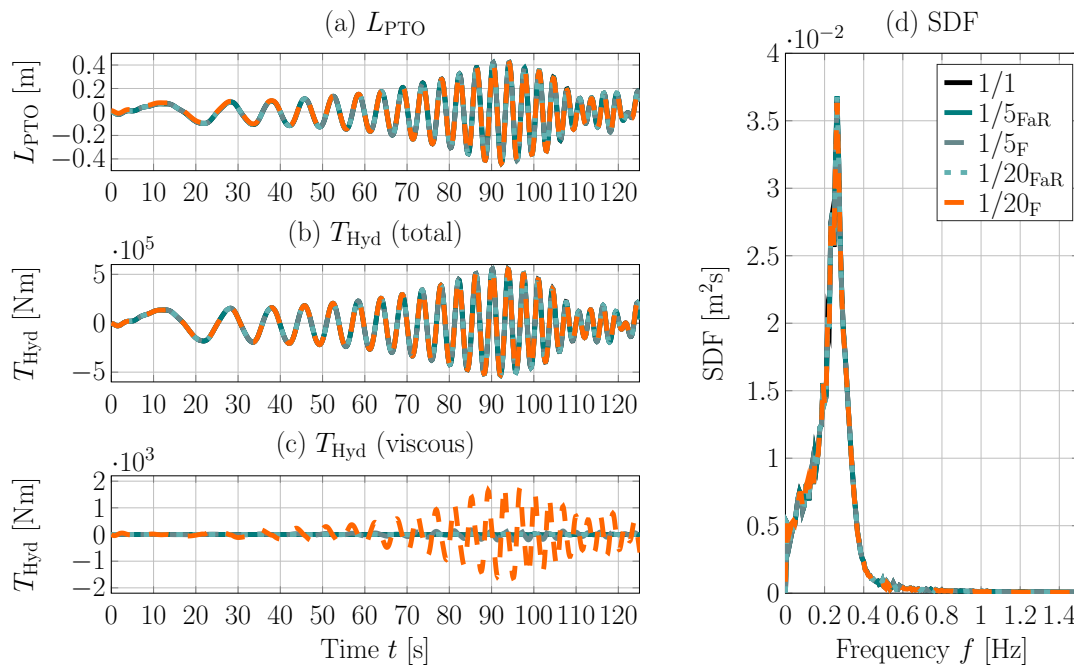 (a) L_PTO
L_PTO [m]
0.4
0.2
0
−0.2
−0.4
0 10 20 30 40 50 60 70 80 90 100 110 120
(b) T_Hyd (total)
·10^5
T_Hyd [Nm]
5
0
−5
0 10 20 30 40 50 60 70 80 90 100 110 120
(c) T_Hyd (viscous)
·10^3
T_Hyd [Nm]
2
1
0
−1
−2
0 10 20 30 40 50 60 70 80 90 100 110 120
Time t [s]
(d) SDF
·10^−2
SDF [m^2s]
4
3.5
3
2.5
2
1.5
1
0.5
0
0 0.2 0.4 0.6 0.8 1 1.2 1.4
Frequency f [Hz]
1/1
1/5_FaR
1/5_F
1/20_FaR
1/20_F